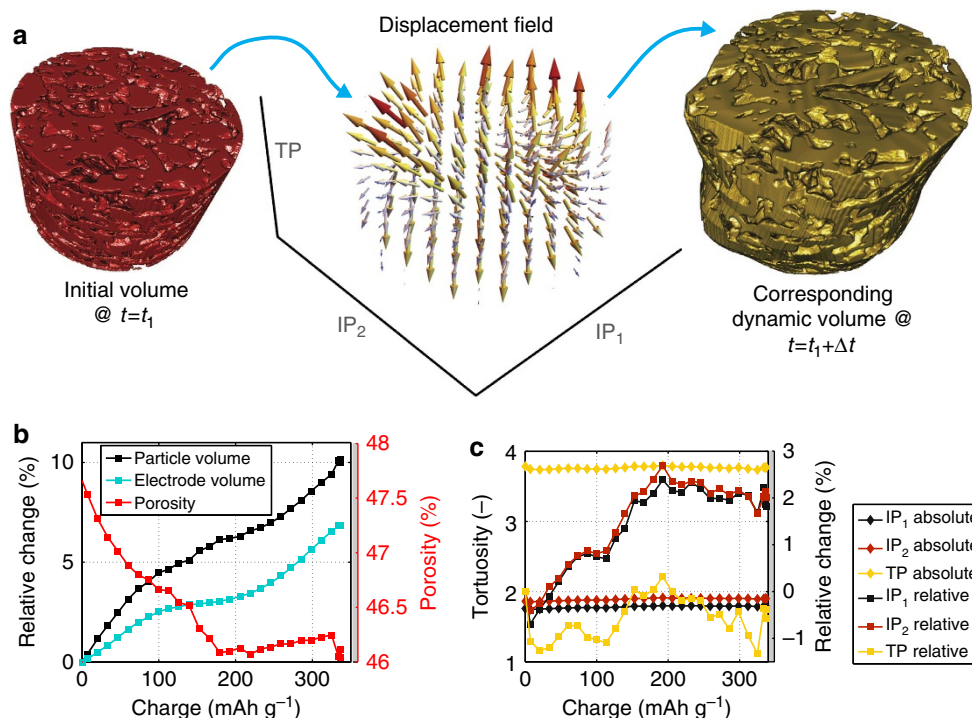 a
Displacement field
TP
IP₂
IP₁
Initial volume
@ t=t₁
Corresponding
dynamic volume @
t=t₁+Δt
b
Particle volume
Electrode volume
Porosity
Relative change (%)
10
5
0
0 100 200 300
Charge (mAh g⁻¹)
48
47.5
47
46.5
46
Porosity (%)
c
Tortuosity (–)
4
3
2
1
0 100 200 300
Charge (mAh g⁻¹)
3
2
1
0
−1
Relative change (%)
IP₁ absolute
IP₂ absolute
TP absolute
IP₁ relative
IP₂ relative
TP relative